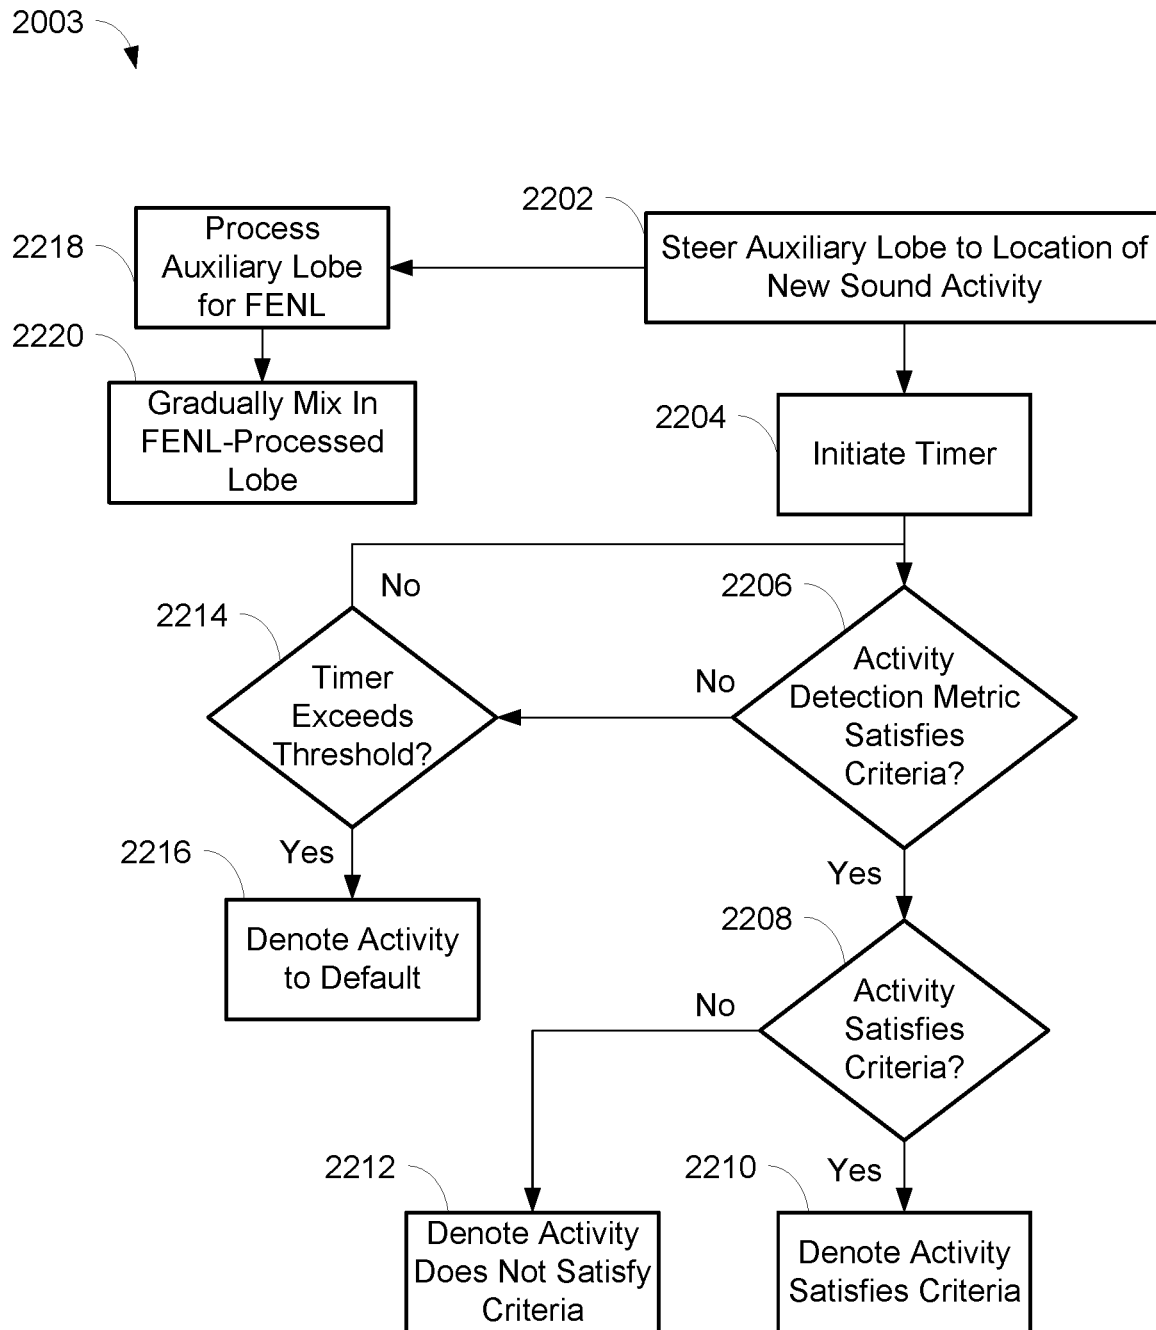 2003
2202
2218
Process
Auxiliary Lobe
for FENL
Steer Auxiliary Lobe to Location of
New Sound Activity
2220
Gradually Mix In
FENL-Processed
Lobe
2204
Initiate Timer
No
2206
2214
Timer
Exceeds
Threshold?
No
Activity
Detection Metric
Satisfies
Criteria?
2216
Yes
Yes
Denote Activity
to Default
2208
No
Activity
Satisfies
Criteria?
2212
2210
Yes
Denote Activity
Does Not Satisfy
Criteria
Denote Activity
Satisfies Criteria